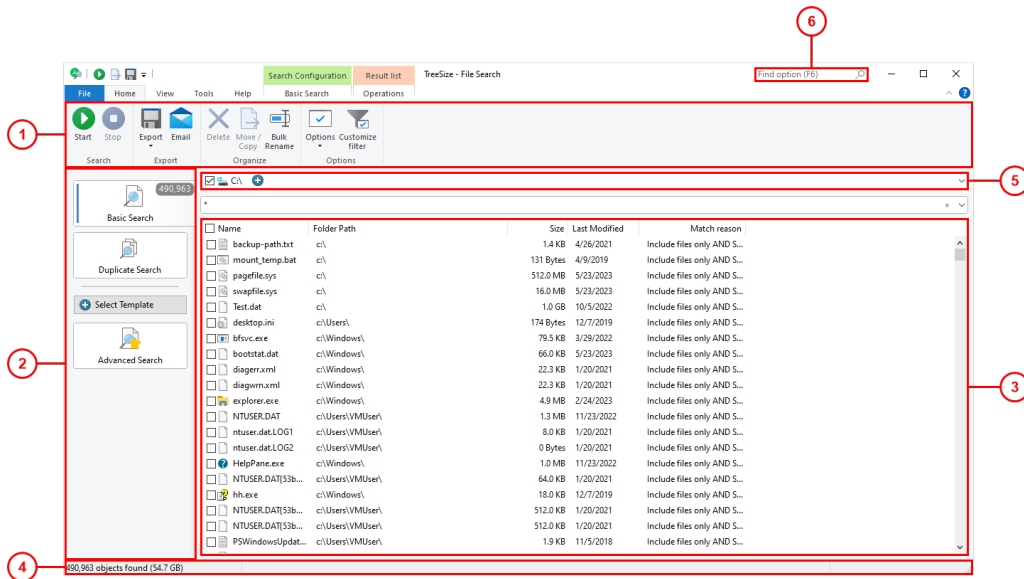 6
Search Configuration Result list TreeSize - File Search Find option (F6)
File Home View Tools Help Basic Search Operations ?
1
Start Stop Export Email Delete Move / Copy Bulk Rename Options Customize filter
Search Export Organize Options
5
C:\
490,963
Basic Search
*
Duplicate Search
Select Template
Advanced Search
2
Name Folder Path Size Last Modified Match reason
backup-path.txt c:\ 1.4 KB 4/26/2021 Include files only AND S...
mount_temp.bat c:\ 131 Bytes 4/9/2019 Include files only AND S...
pagefile.sys c:\ 512.0 MB 5/23/2023 Include files only AND S...
swapfile.sys c:\ 16.0 MB 5/23/2023 Include files only AND S...
Test.dat c:\ 1.0 GB 10/5/2022 Include files only AND S...
desktop.ini c:\Users\ 174 Bytes 12/7/2019 Include files only AND S...
bfsvc.exe c:\Windows\ 79.5 KB 3/29/2022 Include files only AND S...
bootstat.dat c:\Windows\ 66.0 KB 5/23/2023 Include files only AND S...
diagerr.xml c:\Windows\ 22.3 KB 1/20/2021 Include files only AND S...
diagwrn.xml c:\Windows\ 22.3 KB 1/20/2021 Include files only AND S...
explorer.exe c:\Windows\ 4.9 MB 2/24/2023 Include files only AND S...
NTUSER.DAT c:\Users\VMUser\ 1.3 MB 11/23/2022 Include files only AND S...
ntuser.dat.LOG1 c:\Users\VMUser\ 8.0 KB 1/20/2021 Include files only AND S...
ntuser.dat.LOG2 c:\Users\VMUser\ 0 Bytes 1/20/2021 Include files only AND S...
HelpPane.exe c:\Windows\ 1.0 MB 11/23/2022 Include files only AND S...
NTUSER.DAT{53b... c:\Users\VMUser\ 64.0 KB 1/20/2021 Include files only AND S...
hh.exe c:\Windows\ 18.0 KB 12/7/2019 Include files only AND S...
NTUSER.DAT{53b... c:\Users\VMUser\ 512.0 KB 1/20/2021 Include files only AND S...
NTUSER.DAT{53b... c:\Users\VMUser\ 512.0 KB 1/20/2021 Include files only AND S...
PSWindowsUpdat... c:\Users\VMUser\ 1.9 KB 11/5/2018 Include files only AND S...
3
4
490,963 objects found (54.7 GB)